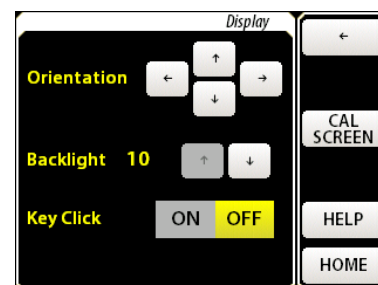 Display
Orientation ← ↑ ↓ →
Backlight 10 ↑ ↓
Key Click ON OFF
←
CAL
SCREEN
HELP
HOME